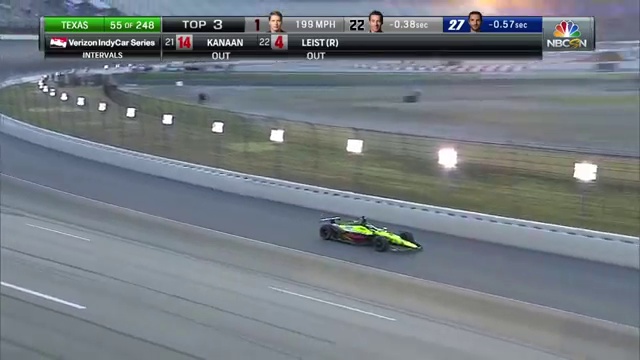 TEXAS 55 OF 248 TOP 3 1 199 MPH 22 -0.38sec 27 -0.57sec
Verizon IndyCar Series 21 14 KANAAN 22 4 LEIST (R) NBCSN
INTERVALS OUT OUT